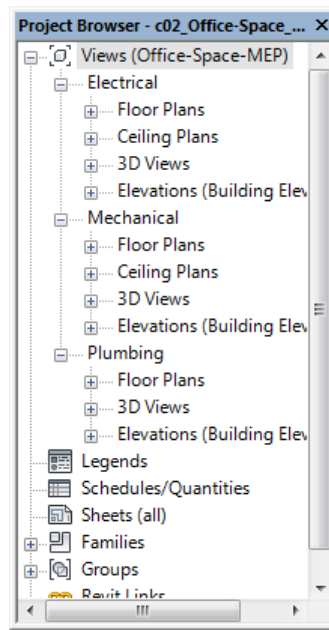 Project Browser - c02_Office-Space_...
Views (Office-Space-MEP)
Electrical
Floor Plans
Ceiling Plans
3D Views
Elevations (Building Elev
Mechanical
Floor Plans
Ceiling Plans
3D Views
Elevations (Building Elev
Plumbing
Floor Plans
3D Views
Elevations (Building Elev
Legends
Schedules/Quantities
Sheets (all)
Families
Groups
Revit Links